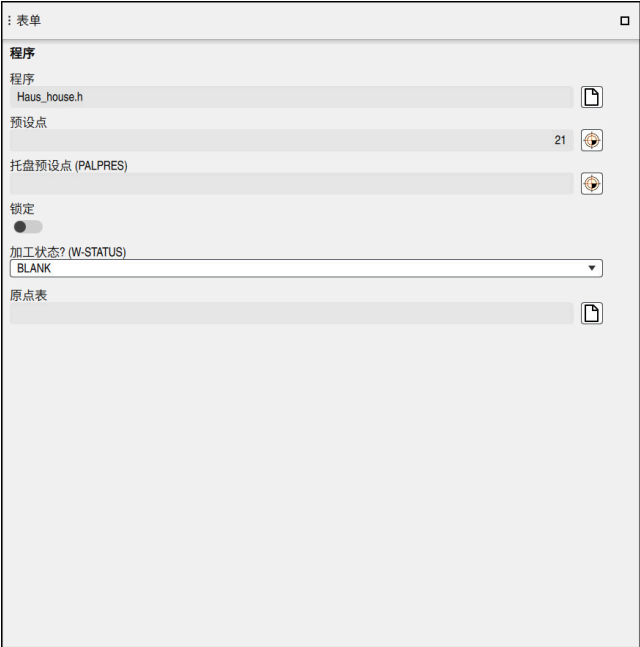 表单
程序
程序
Haus_house.h
预设点
21
托盘预设点 (PALPRES)
锁定
加工状态? (W-STATUS)
BLANK
原点表